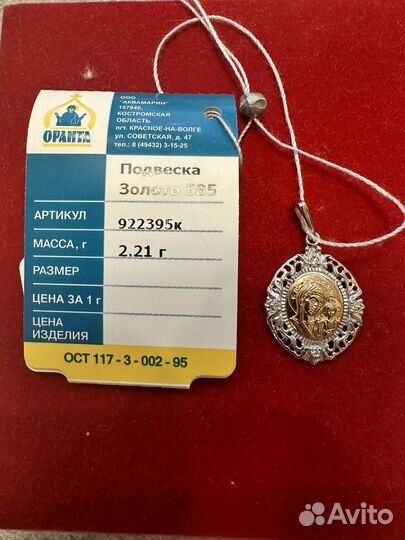 ОРАНТА
ООО
"АКВАМАРИН"
157940,
КОСТРОМСКАЯ
ОБЛАСТЬ
пгт. КРАСНОЕ-НА-ВОЛГЕ
ул. СОВЕТСКАЯ, д. 47
тел.: 8 (49432) 3-15-25
Подвеска
Золото 585
АРТИКУЛ 922395к
МАССА, г 2.21 г
РАЗМЕР
ЦЕНА ЗА 1 г
ЦЕНА
ИЗДЕЛИЯ
ОСТ 117 - 3 - 002 - 95
Avito